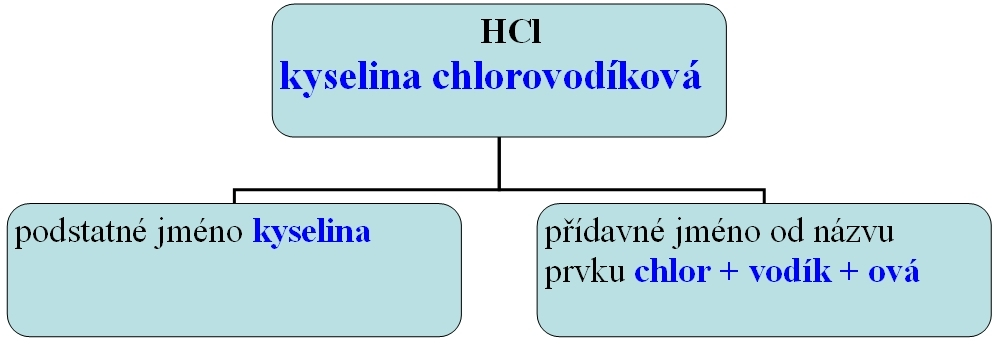 HCl
kyselina chlorovodíková
podstatné jméno kyselina
přídavné jméno od názvu
prvku chlor + vodík + ová